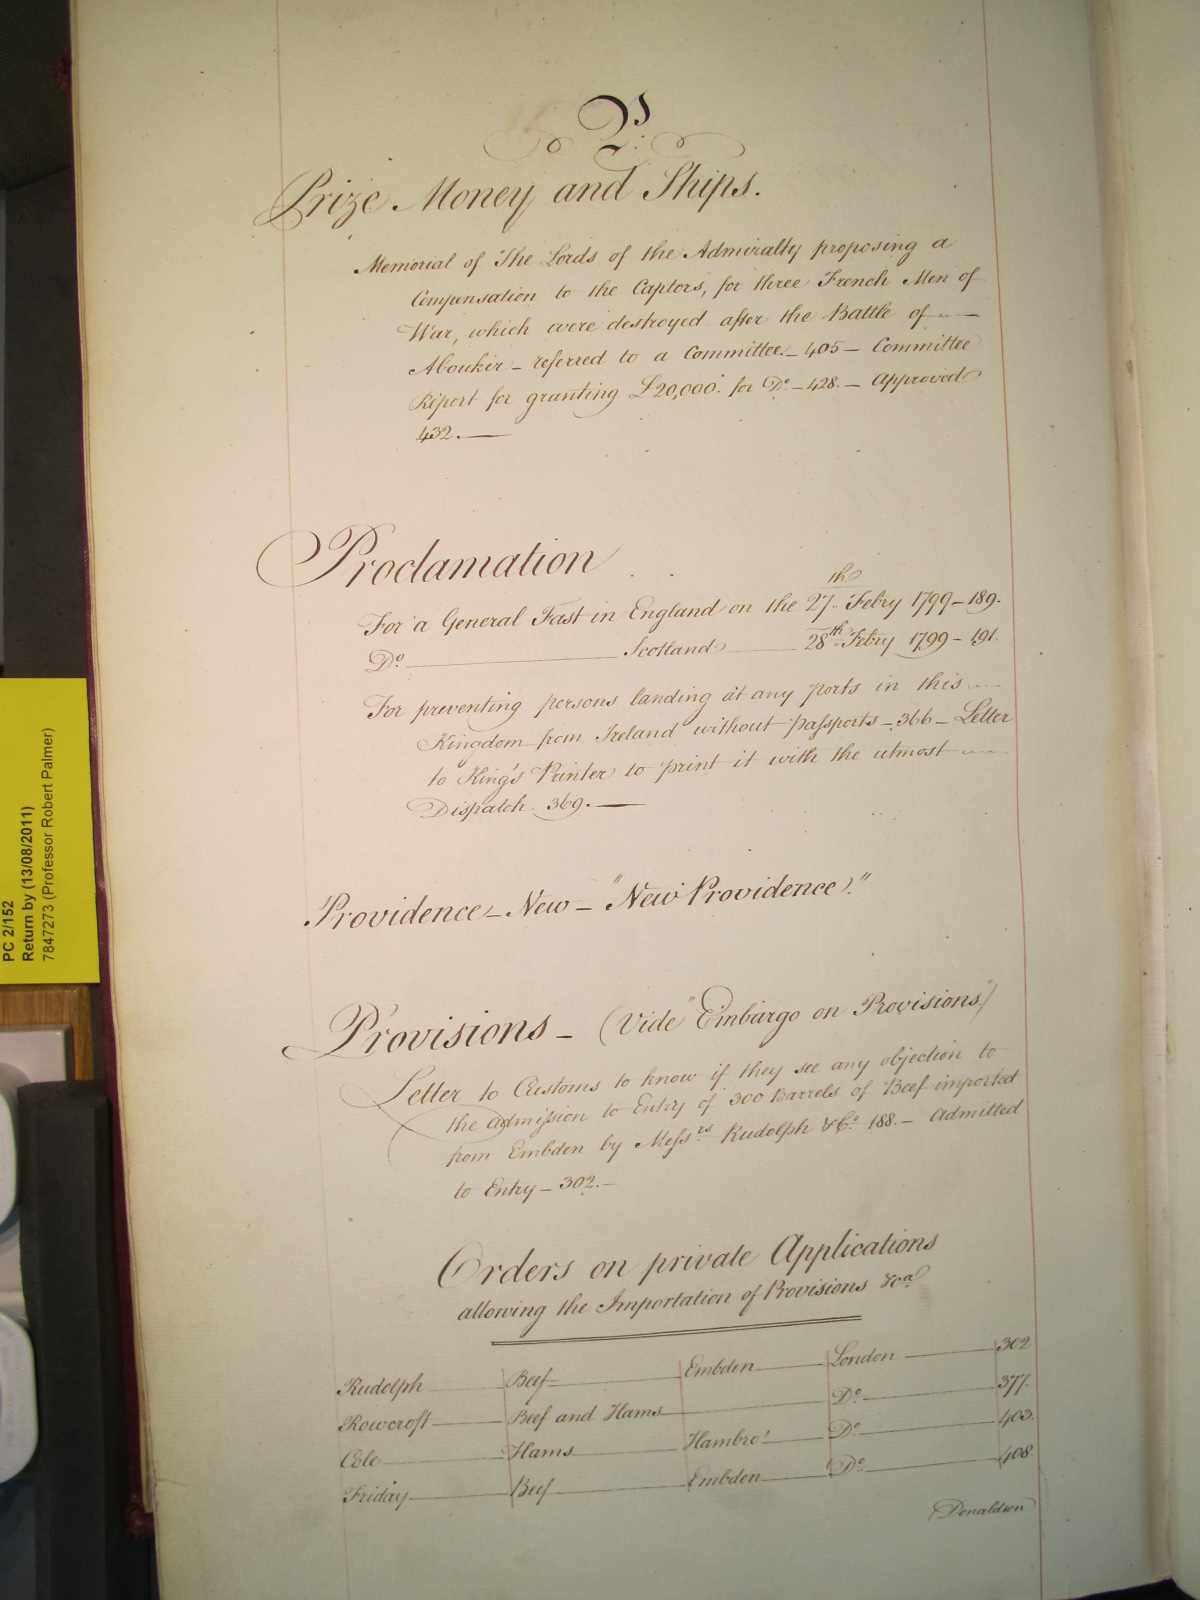 P.
Prize Money and Ships.
Memorial of The Lords of the Admiralty proposing a
Compensation to the Captors, for three French Men of
War, which were destroyed after the Battle of
Aboukir – referred to a Committee – 405 – Committee
Report for granting £20,000. for Do. – 428. – Approved
432. —
Proclamation
For a General Fast in England on the 27th. Febry 1799 – 189.
Do. Scotland 28th. Febry 1799 – 191.
For preventing persons landing at any Ports in this
Kingdom from Ireland without Passports – 366 – Letter
to King's Printer to print it with the utmost
Dispatch 369. —
Providence – New – "New Providence)."
Provisions – (Vide "Embargo on Provisions")
Letter to Customs to know if they see any objection to
the admission to Entry of 300 Barrels of Beef imported
from Embden by Messrs. Rudolph & Co. 188. – Admitted
to Entry – 302. –
Orders on private Applications
allowing the Importation of Provisions &ca
Rudolph Beef Embden London 302
Rowcroft Beef and Hams Do. 377.
Cole Hams Hambro' Do. 403.
Friday Beef Embden Do. 408.
Donaldson
PC 2/152
Return by (13/08/2011)
7847273 (Professor Robert Palmer)